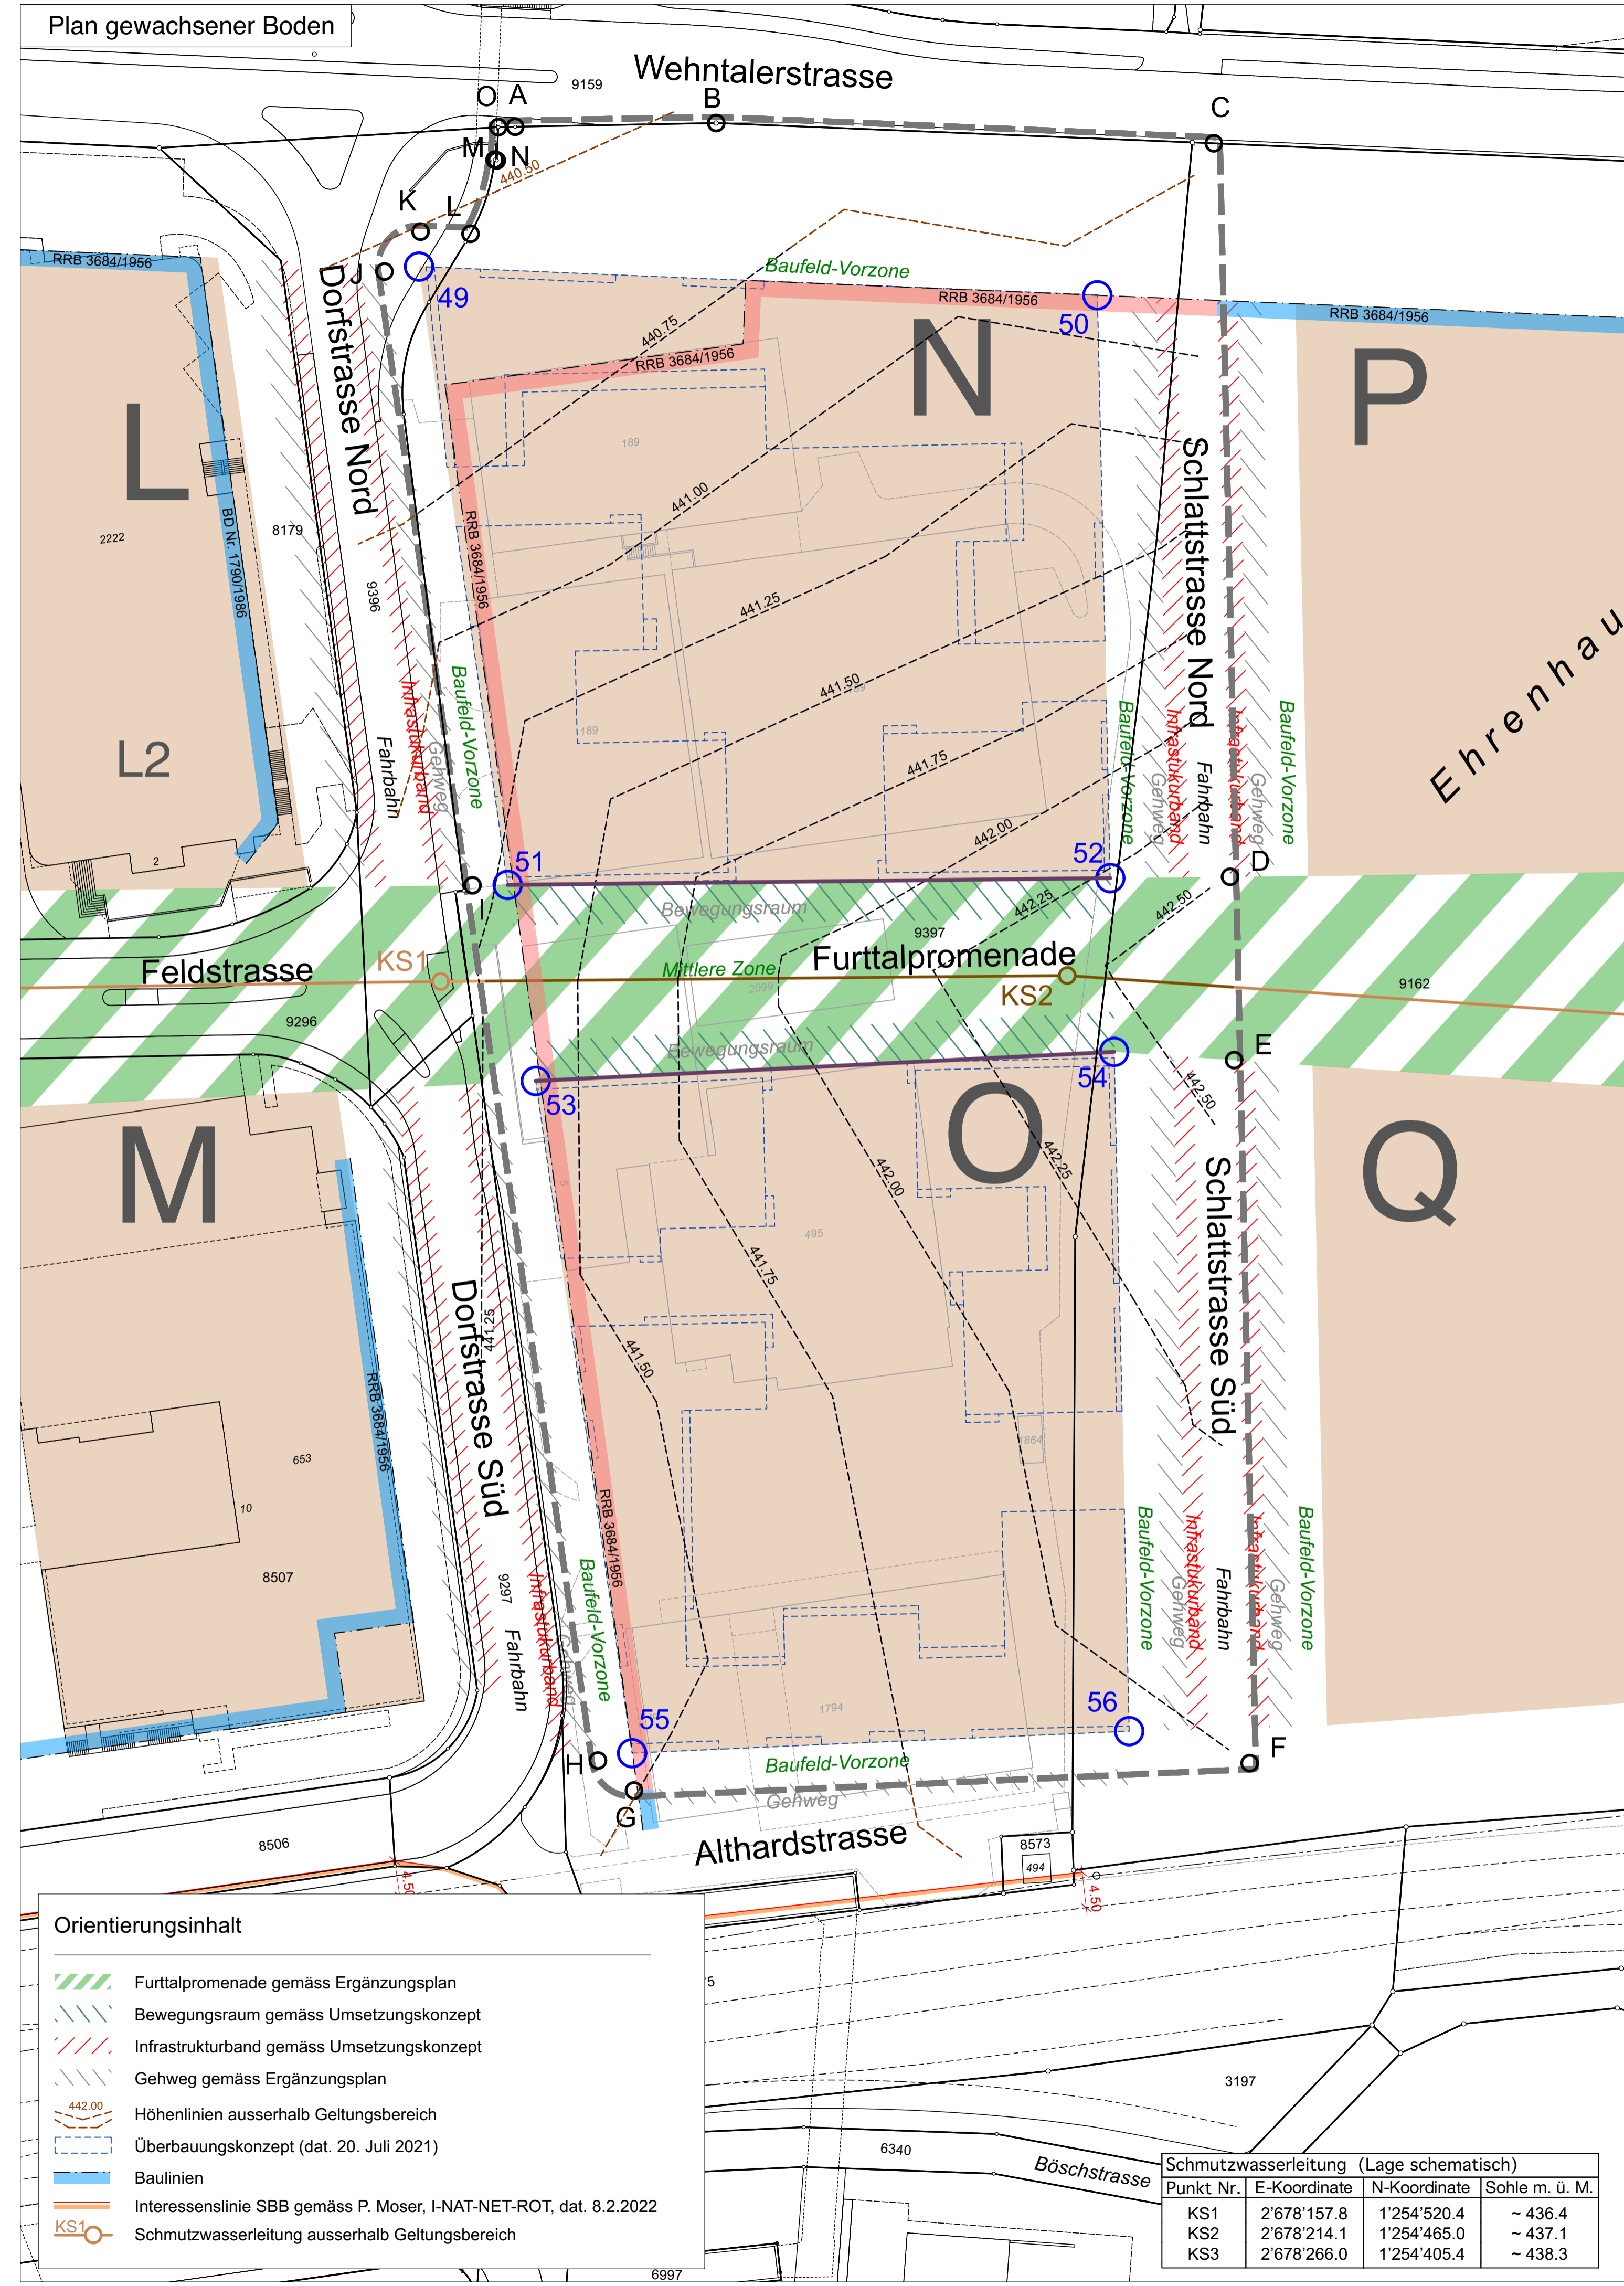 Plan gewachsener Boden
Wehntalerstrasse
9159
O
A
B
C
M
N
440.50
K
L
J
49
RRB 3684/1956
Baufeld-Vorzone
RRB 3684/1956
50
RRB 3684/1956
440.75
RRB 3684/1956
N
P
L
Dorfstrasse Nord
189
Schlattstrasse Nord
441.00
2222
8179
BD Nr. 1790/1986
RRB 3684/1956
9396
441.25
Ehrenhau
441.50
189
L2
Infrastukurband
Fahrbahn
Gehweg
Baufeld-Vorzone
441.75
Baufeld-Vorzone
Gehweg
Infrastukurband
Fahrbahn
Infrastukurband
Gehweg
Baufeld-Vorzone
442.00
2
51
52
D
I
Bewegungsraum
442.25
442.50
9397
Feldstrasse
KS1
Mittlere Zone
Furttalpromenade
2099
KS2
9162
9296
Bewegungsraum
E
53
54
442.50
M
O
Q
442.25
442.00
5
495
441.75
Schlattstrasse Süd
441.25
Dorfstrasse Süd
441.50
RRB 3684/1956
1864
653
10
RRB 3684/1956
8507
9297
Infrastukurband
Fahrbahn
Gehweg
Baufeld-Vorzone
Baufeld-Vorzone
Gehweg
Infrastukurband
Fahrbahn
Infrastukurband
Gehweg
Baufeld-Vorzone
55
1794
56
H
Baufeld-Vorzone
F
G
Gehweg
Althardstrasse
8506
8573
494
4.50
4.50
Orientierungsinhalt
Furttalpromenade gemäss Ergänzungsplan
Bewegungsraum gemäss Umsetzungskonzept
Infrastrukturband gemäss Umsetzungskonzept
Gehweg gemäss Ergänzungsplan
442.00
Höhenlinien ausserhalb Geltungsbereich
Überbauungskonzept (dat. 20. Juli 2021)
Baulinien
Interessenslinie SBB gemäss P. Moser, I-NAT-NET-ROT, dat. 8.2.2022
KS1
Schmutzwasserleitung ausserhalb Geltungsbereich
3197
6340
Böschstrasse
6997
Schmutzwasserleitung (Lage schematisch)
Punkt Nr. E-Koordinate N-Koordinate Sohle m. ü. M.
KS1 2'678'157.8 1'254'520.4 ~ 436.4
KS2 2'678'214.1 1'254'465.0 ~ 437.1
KS3 2'678'266.0 1'254'405.4 ~ 438.3